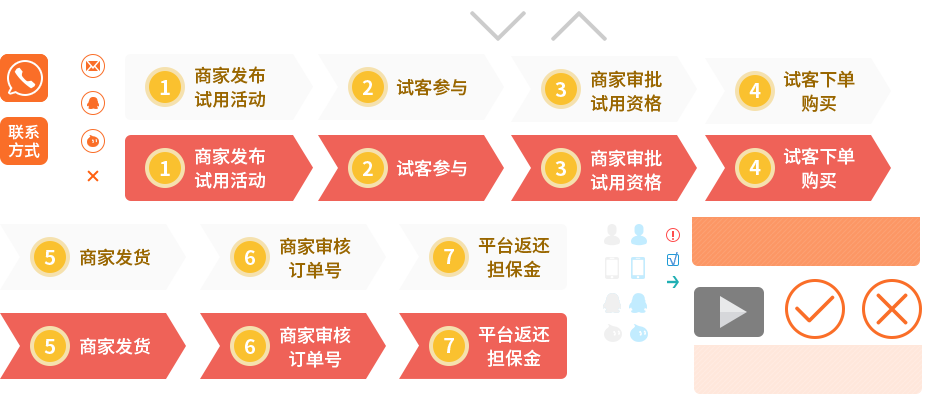 联系
方式
1
商家发布
试用活动
2
试客参与
3
商家审批
试用资格
4
试客下单
购买
1
商家发布
试用活动
2
试客参与
3
商家审批
试用资格
4
试客下单
购买
5
商家发货
6
商家审核
订单号
7
平台返还
担保金
5
商家发货
6
商家审核
订单号
7
平台返还
担保金